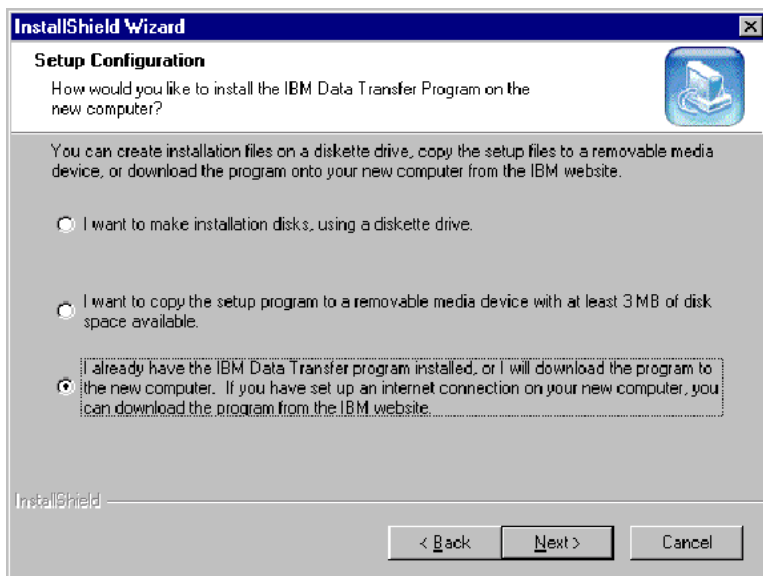 InstallShield Wizard
Setup Configuration
How would you like to install the IBM Data Transfer Program on the
new computer?
You can create installation files on a diskette drive, copy the setup files to a removable media
device, or download the program onto your new computer from the IBM website.
I want to make installation disks, using a diskette drive.
I want to copy the setup program to a removable media device with at least 3 MB of disk
space available.
I already have the IBM Data Transfer program installed, or I will download the program to
the new computer. If you have set up an internet connection on your new computer, you
can download the program from the IBM website.
InstallShield
< Back Next > Cancel